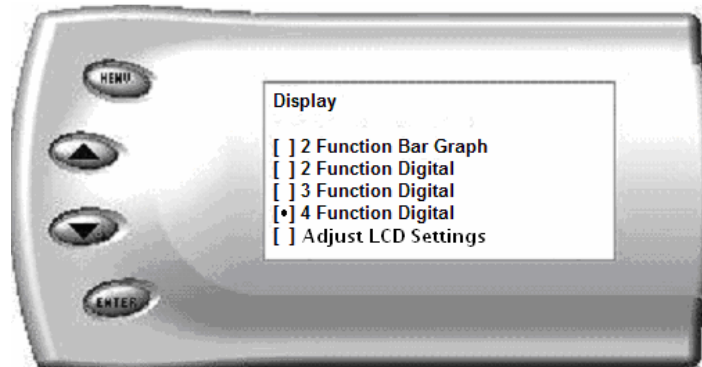 MENU
Display
[ ] 2 Function Bar Graph
[ ] 2 Function Digital
[ ] 3 Function Digital
[•] 4 Function Digital
[ ] Adjust LCD Settings
ENTER